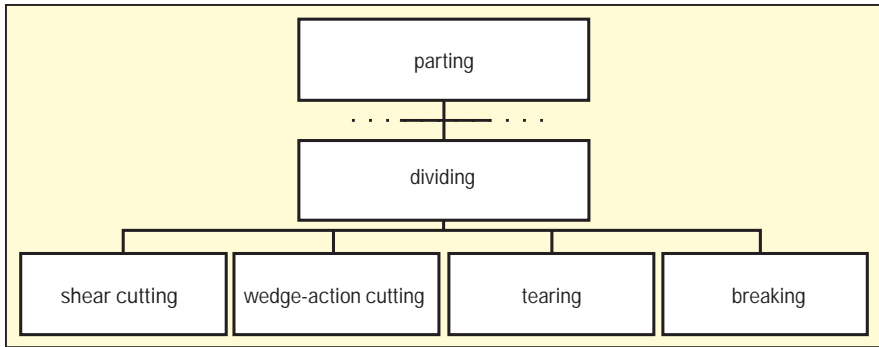 parting
dividing
shear cutting
wedge-action cutting
tearing
breaking